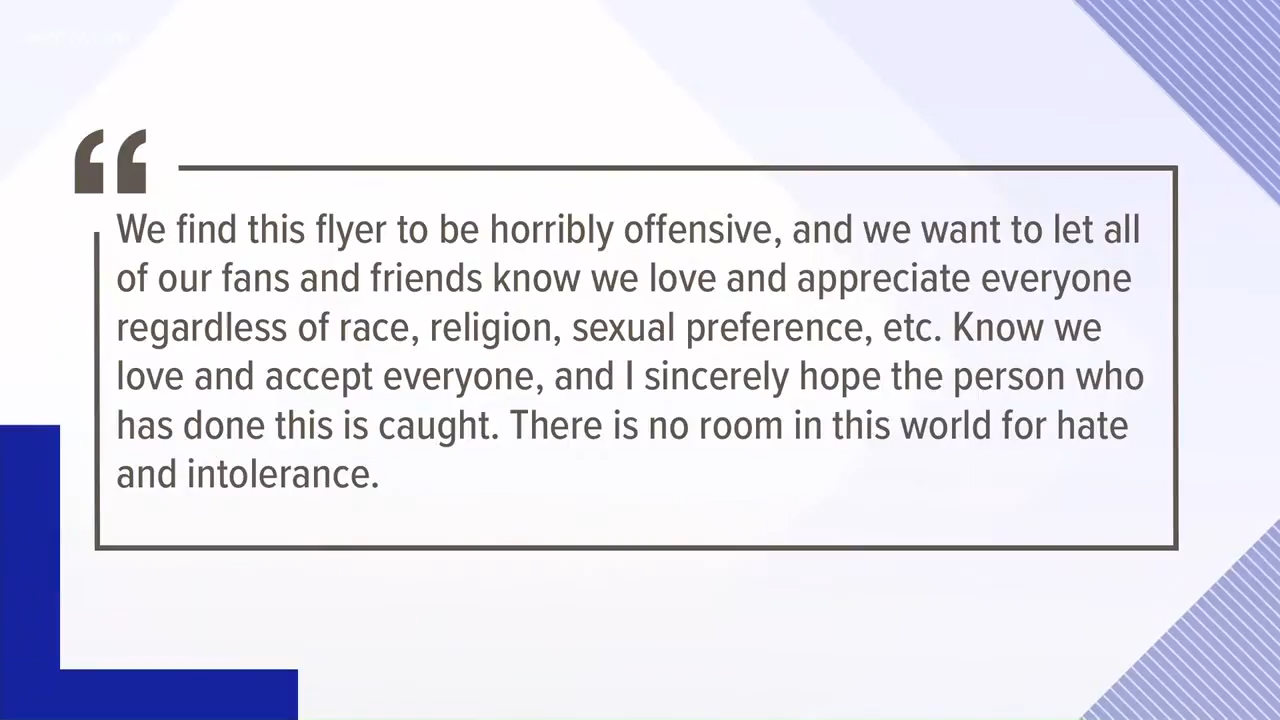 We find this flyer to be horribly offensive, and we want to let all
of our fans and friends know we love and appreciate everyone
regardless of race, religion, sexual preference, etc. Know we
love and accept everyone, and I sincerely hope the person who
has done this is caught. There is no room in this world for hate
and intolerance.